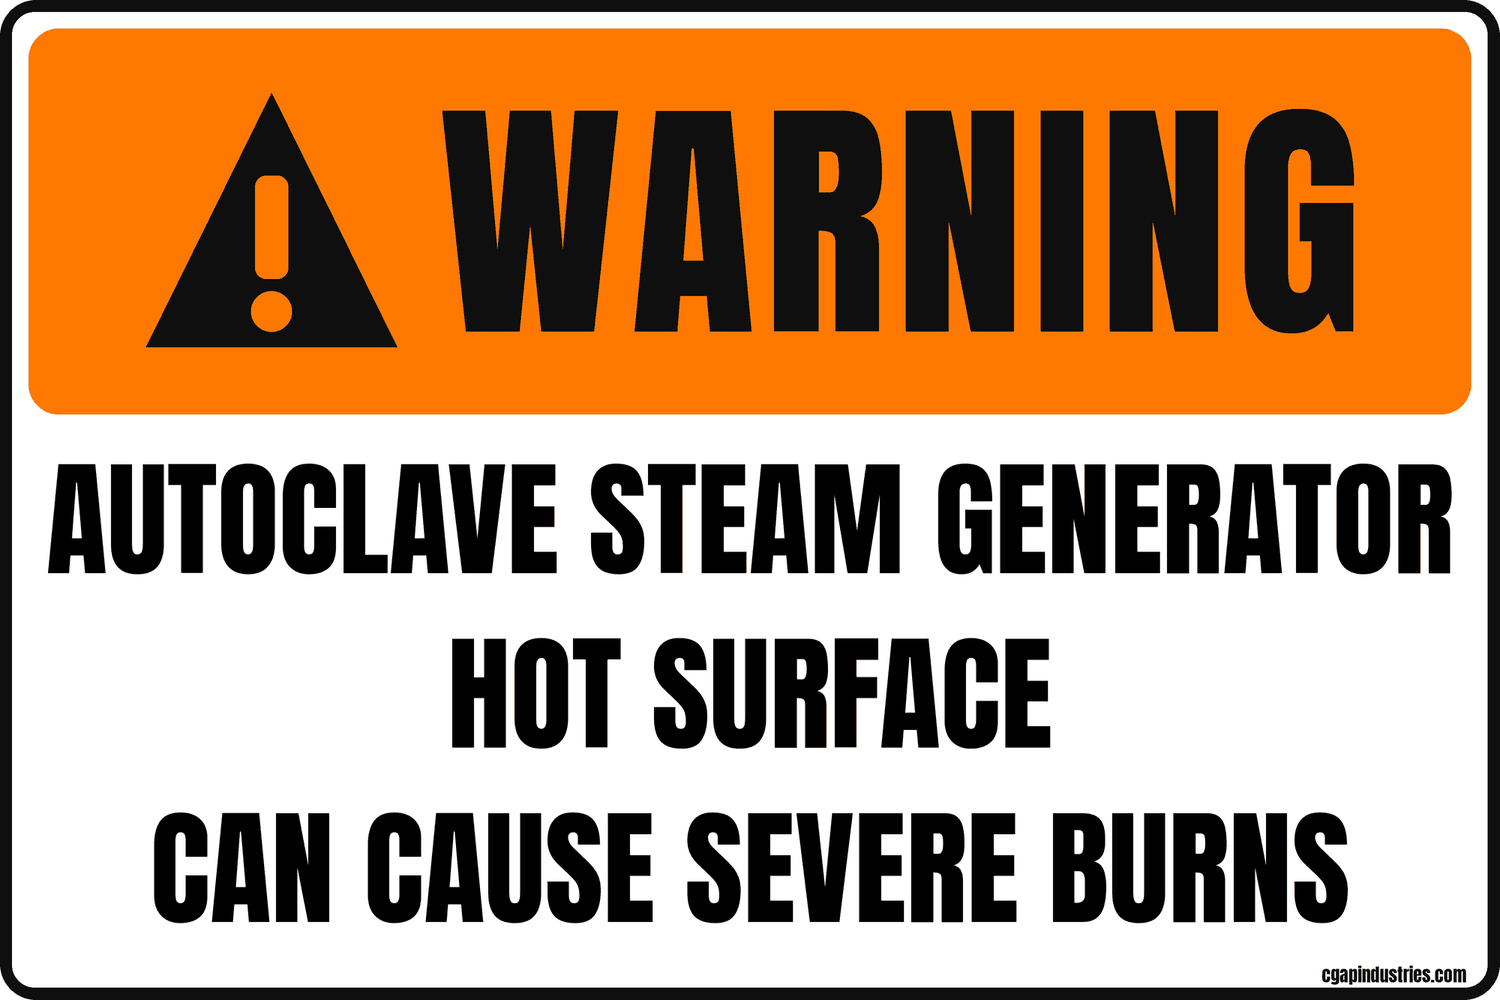 WARNING
AUTOCLAVE STEAM GENERATOR
HOT SURFACE
CAN CAUSE SEVERE BURNS
cgapindustries.com